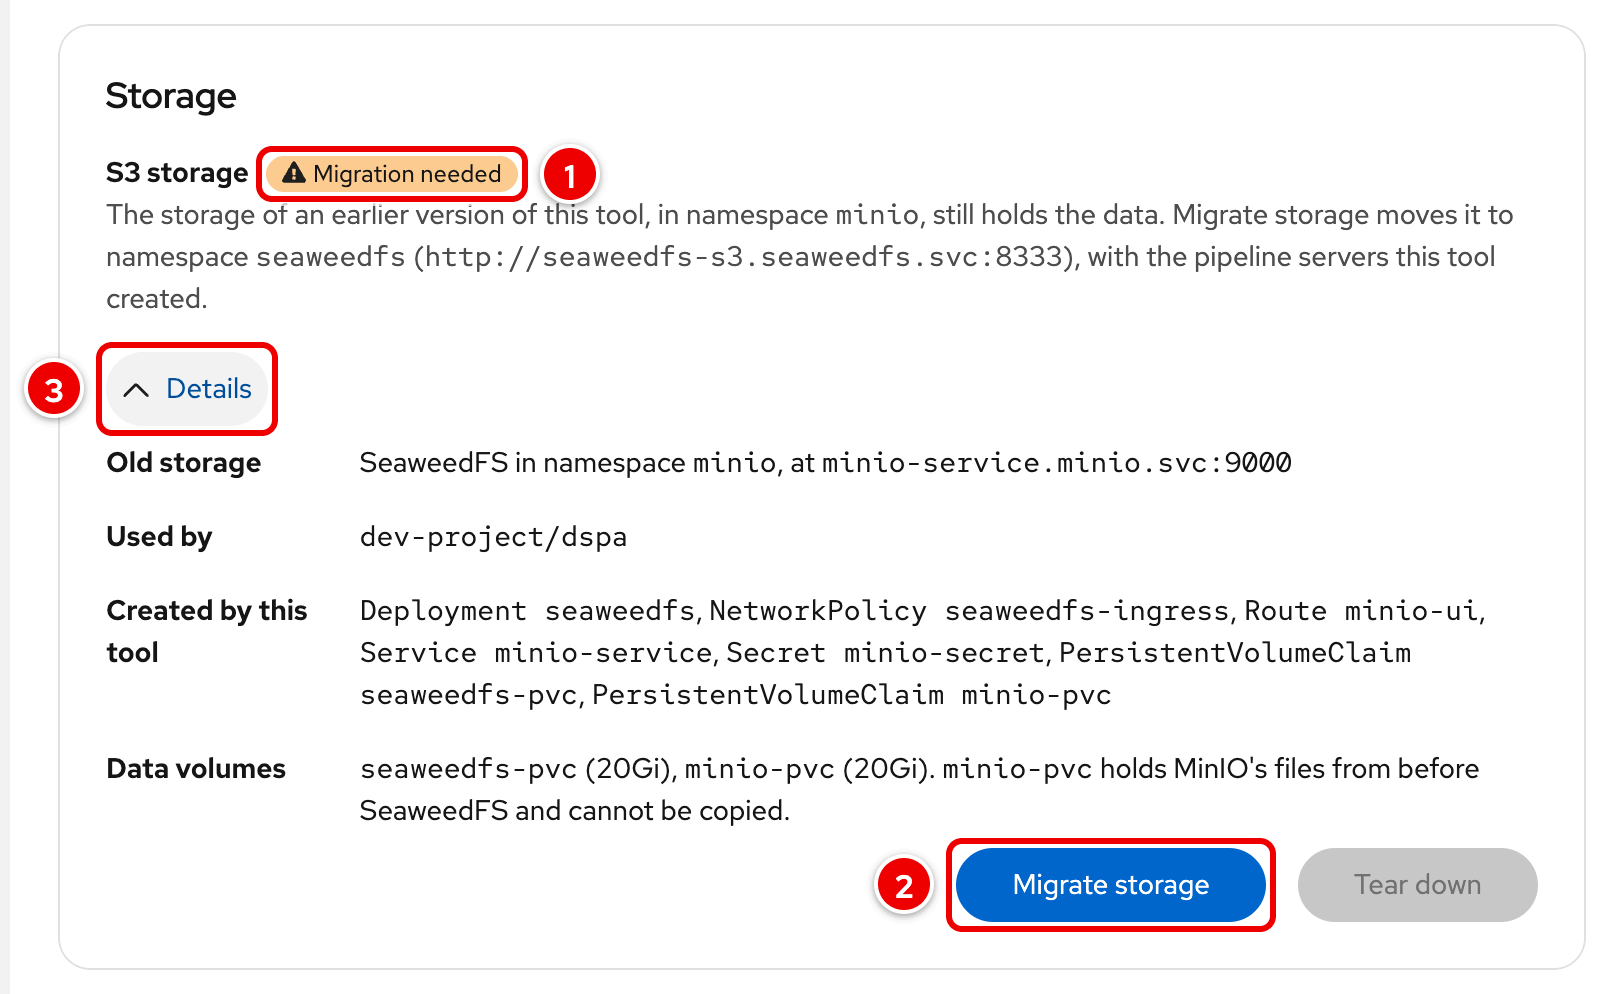 Storage
S3 storage Migration needed 1
The storage of an earlier version of this tool, in namespace minio, still holds the data. Migrate storage moves it to
namespace seaweedfs (http://seaweedfs-s3.seaweedfs.svc:8333), with the pipeline servers this tool
created.
3 Details
Old storage SeaweedFS in namespace minio, at minio-service.minio.svc:9000
Used by dev-project/dspa
Created by this Deployment seaweedfs, NetworkPolicy seaweedfs-ingress, Route minio-ui,
tool Service minio-service, Secret minio-secret, PersistentVolumeClaim
seaweedfs-pvc, PersistentVolumeClaim minio-pvc
Data volumes seaweedfs-pvc (20Gi), minio-pvc (20Gi). minio-pvc holds MinIO's files from before
SeaweedFS and cannot be copied.
2 Migrate storage Tear down